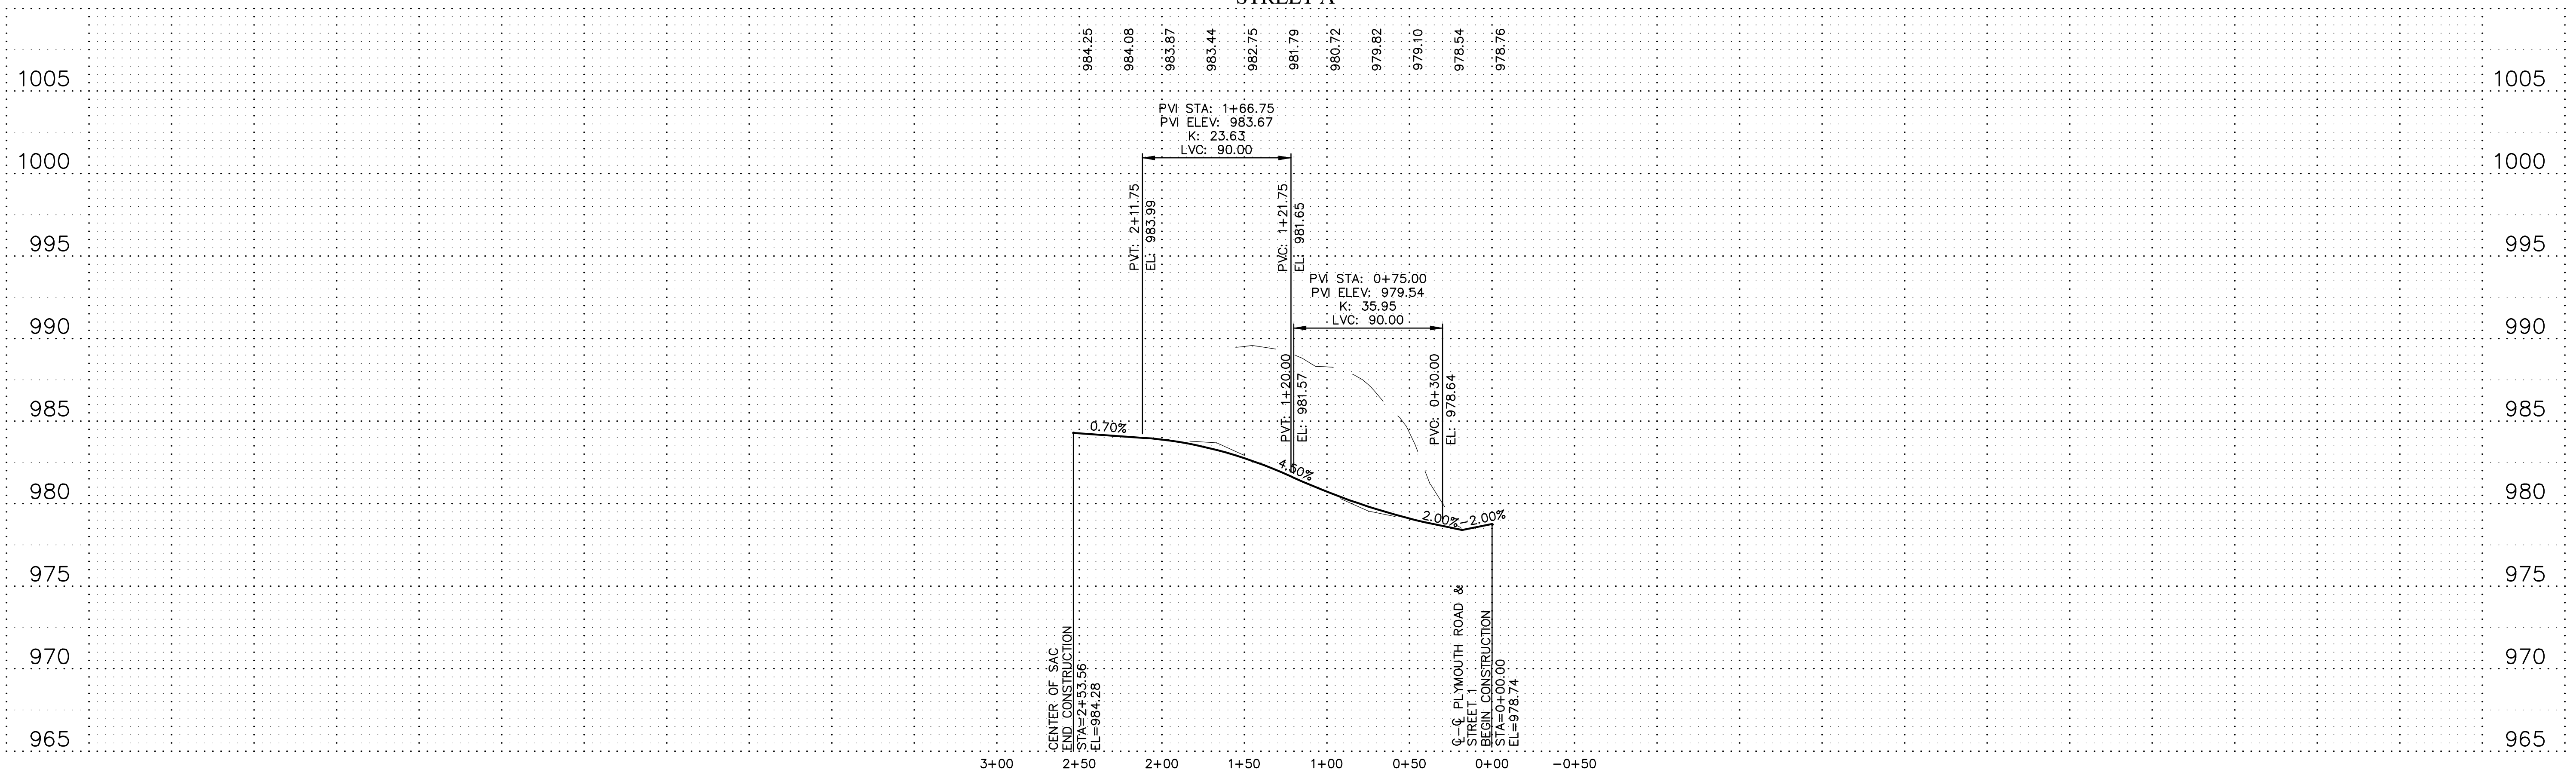 STREET A
984.25 984.08 983.87 983.44 982.75 981.79 980.72 979.82 979.10 978.54 978.76
1005 1005
PVI STA: 1+66.75
PVI ELEV: 983.67
K: 23.63
LVC: 90.00
1000 1000
PVT: 2+11.75
EL: 983.99
PVC: 1+21.75
EL: 981.65
995 995
PVI STA: 0+75.00
PVI ELEV: 979.54
K: 35.95
LVC: 90.00
990 990
PVT: 1+20.00
EL: 981.57
PVC: 0+30.00
EL: 978.64
985 985
0.70%
4.50%
980 980
2.00%
-2.00%
975 975
970 970
CENTER OF SAC
END CONSTRUCTION
STA=2+53.56
EL=984.28
℄-℄ PLYMOUTH ROAD &
STREET 1
BEGIN CONSTRUCTION
STA=0+00.00
EL=978.74
965 965
3+00 2+50 2+00 1+50 1+00 0+50 0+00 -0+50